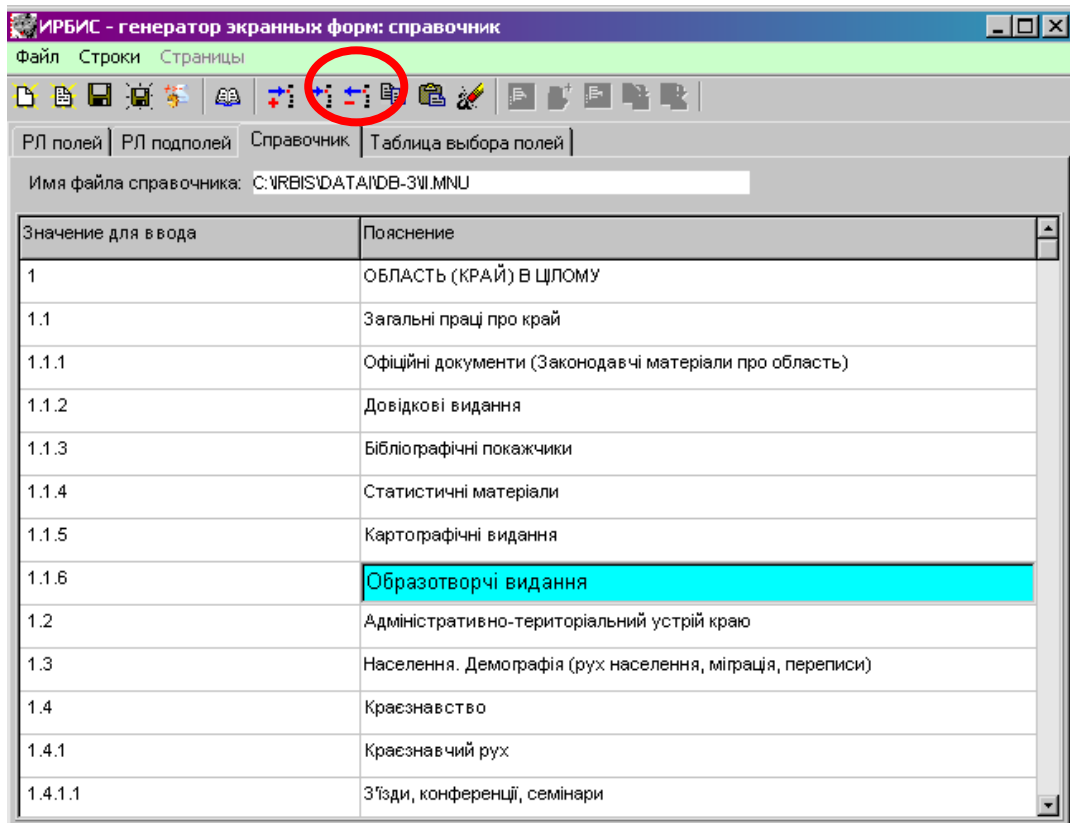 ИРБИС - генератор экранных форм: справочник
Файл Строки Страницы
РЛ полей РЛ подполей Справочник Таблица выбора полей
Имя файла справочника: C:\IRBIS\DATAI\DB-3\II.MNU
Значение для ввода Пояснение
1 ОБЛАСТЬ (КРАЙ) В ЦІЛОМУ
1.1 Загальні праці про край
1.1.1 Офіційні документи (Законодавчі матеріали про область)
1.1.2 Довідкові видання
1.1.3 Бібліографічні покажчики
1.1.4 Статистичні матеріали
1.1.5 Картографічні видання
1.1.6 Образотворчі видання
1.2 Адміністративно-територіальний устрій краю
1.3 Населення. Демографія (рух населення, міграція, переписи)
1.4 Краєзнавство
1.4.1 Краєзнавчий рух
1.4.1.1 З'їзди, конференції, семінари